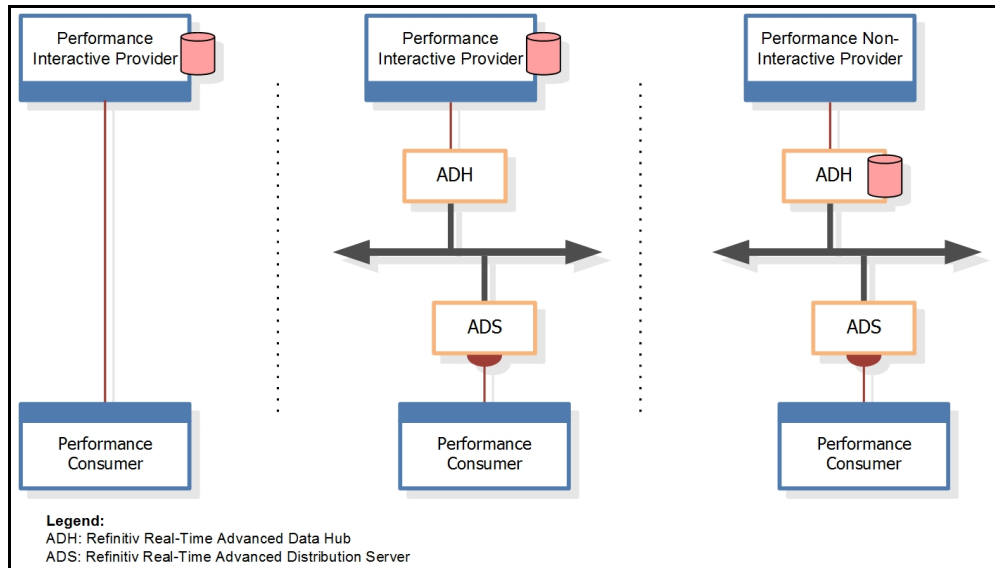 Performance
Interactive Provider
Performance
Interactive Provider
Performance Non-
Interactive Provider
ADH
ADH
ADS
ADS
Performance
Consumer
Performance
Consumer
Performance
Consumer
Legend:
ADH: Refinitiv Real-Time Advanced Data Hub
ADS: Refinitiv Real-Time Advanced Distribution Server